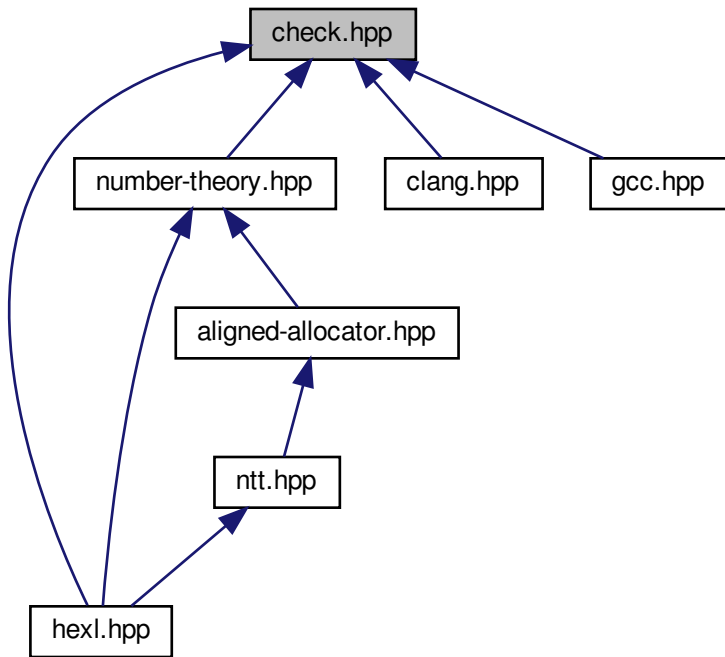 check.hpp
number-theory.hpp
clang.hpp
gcc.hpp
aligned-allocator.hpp
ntt.hpp
hexl.hpp